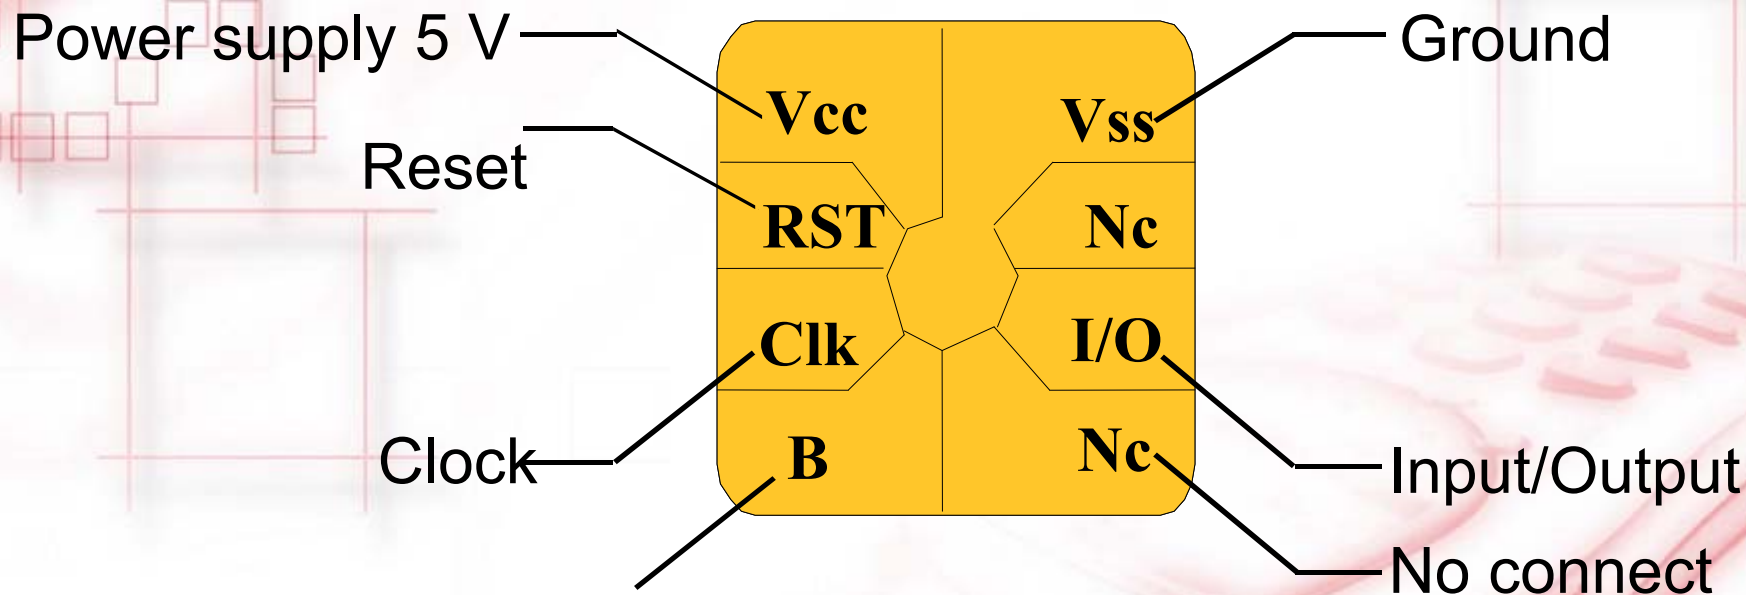 Power supply 5 V
Ground
Vcc
Vss
Reset
RST
Nc
Clk
I/O
Clock
B
Nc
Input/Output
No connect